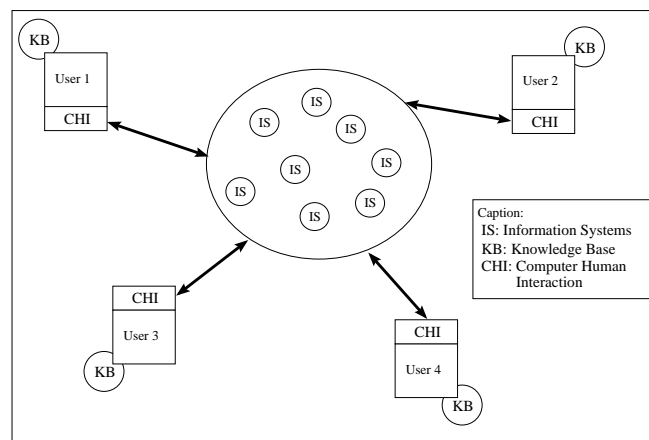 KB
User 1
CHI
KB
User 2
CHI
IS
IS
IS
IS
IS
IS
IS
IS
Caption:
IS: Information Systems
KB: Knowledge Base
CHI: Computer Human
Interaction
CHI
User 3
KB
CHI
User 4
KB